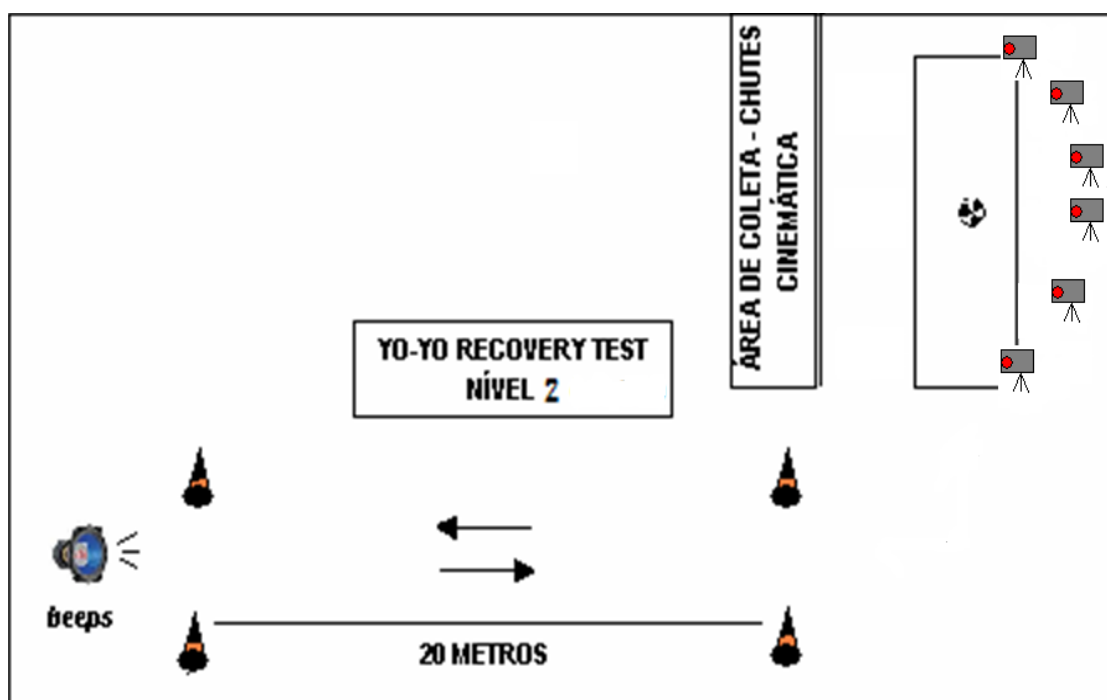 ÁREA DE COLETA - CHUTES
CINEMÁTICA
YO-YO RECOVERY TEST
NÍVEL 2
beeps
20 METROS